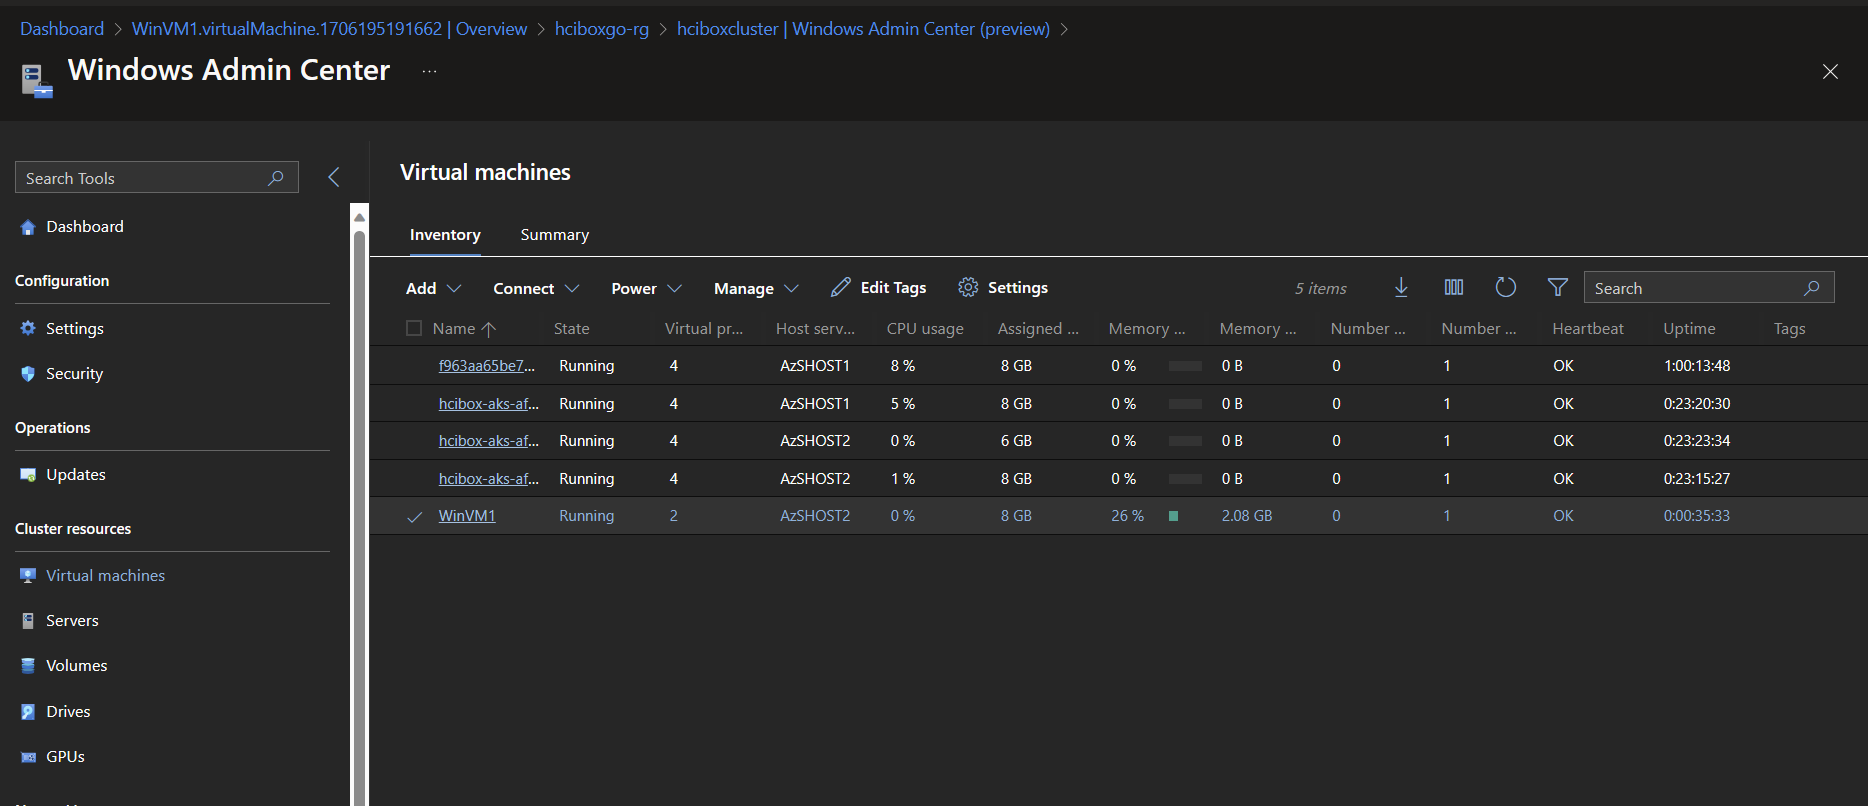 Dashboard > WinVM1.virtualMachine.1706195191662 | Overview > hciboxgo-rg > hciboxcluster | Windows Admin Center (preview) >
Windows Admin Center ...
Search Tools
Dashboard
Configuration
Settings
Security
Operations
Updates
Cluster resources
Virtual machines
Servers
Volumes
Drives
GPUs
Virtual machines
Inventory Summary
Add Connect Power Manage Edit Tags Settings 5 items Search
Name State Virtual pr... Host serv... CPU usage Assigned ... Memory ... Memory ... Number ... Number ... Heartbeat Uptime Tags
f963aa65be7... Running 4 AzSHOST1 8 % 8 GB 0 % 0 B 0 1 OK 1:00:13:48
hcibox-aks-af... Running 4 AzSHOST1 5 % 8 GB 0 % 0 B 0 1 OK 0:23:20:30
hcibox-aks-af... Running 4 AzSHOST2 0 % 6 GB 0 % 0 B 0 1 OK 0:23:23:34
hcibox-aks-af... Running 4 AzSHOST2 1 % 8 GB 0 % 0 B 0 1 OK 0:23:15:27
WinVM1 Running 2 AzSHOST2 0 % 8 GB 26 % 2.08 GB 0 1 OK 0:00:35:33